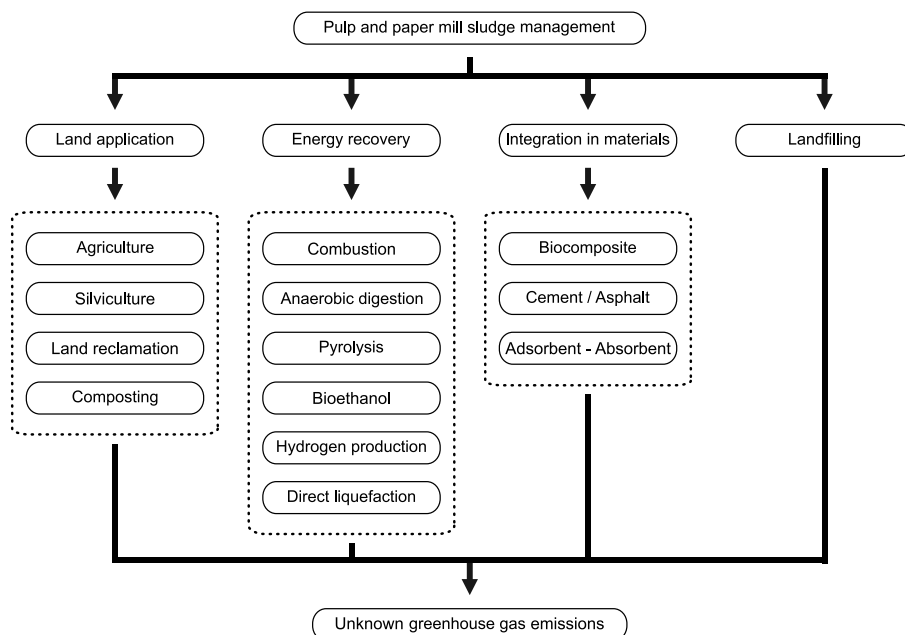 Pulp and paper mill sludge management
Land application
Energy recovery
Integration in materials
Landfilling
Agriculture
Silviculture
Land reclamation
Composting
Combustion
Anaerobic digestion
Pyrolysis
Bioethanol
Hydrogen production
Direct liquefaction
Biocomposite
Cement / Asphalt
Adsorbent - Absorbent
Unknown greenhouse gas emissions